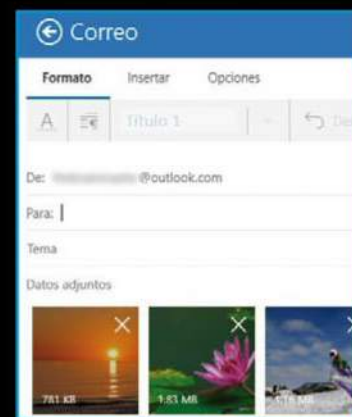 Correo
Formato Insertar Opciones
A Título 1
De: @outlook.com
Para:
Tema
Datos adjuntos
781 KB 1:83 MB